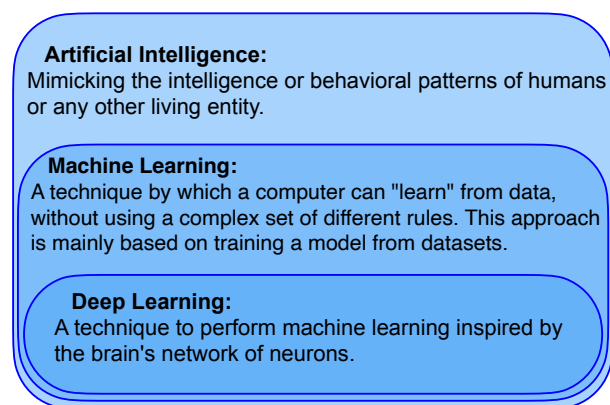 Artificial Intelligence:
Mimicking the intelligence or behavioral patterns of humans
or any other living entity.
Machine Learning:
A technique by which a computer can "learn" from data,
without using a complex set of different rules. This approach
is mainly based on training a model from datasets.
Deep Learning:
A technique to perform machine learning inspired by
the brain's network of neurons.